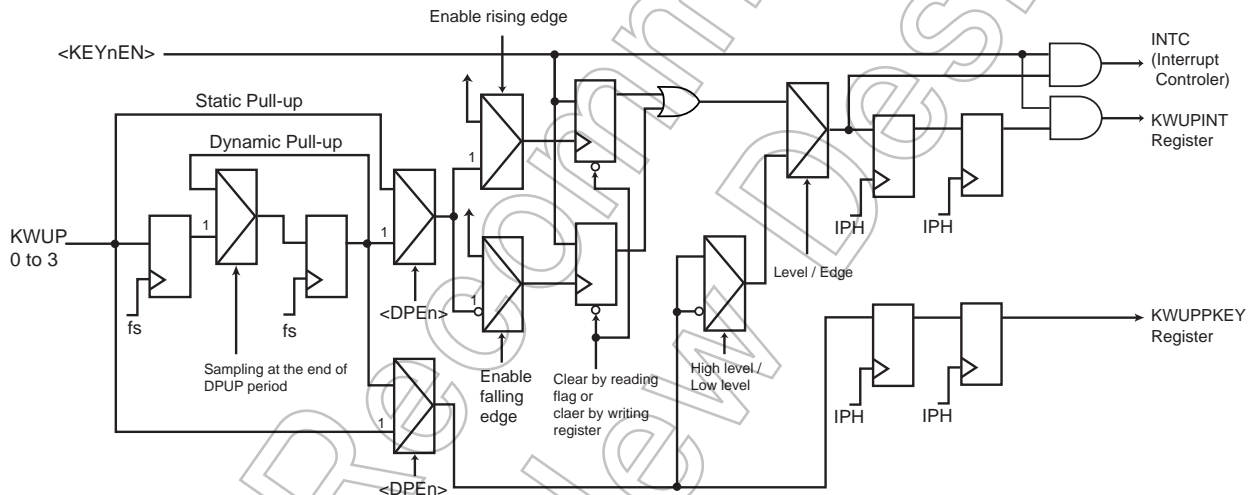 Enable rising edge
<KEYnEN>
INTC
(Interrupt
Controler)
Static Pull-up
Dynamic Pull-up
KWUPINT
Register
1
1
1
KWUP
0 to 3
fs
fs
<DPEn>
1
IPH
IPH
Level / Edge
Sampling at the end of
DPUP period
Enable
falling
edge
Clear by reading
flag or
claer by writing
register
High level /
Low level
KWUPPKEY
Register
1
<DPEn>
IPH
IPH